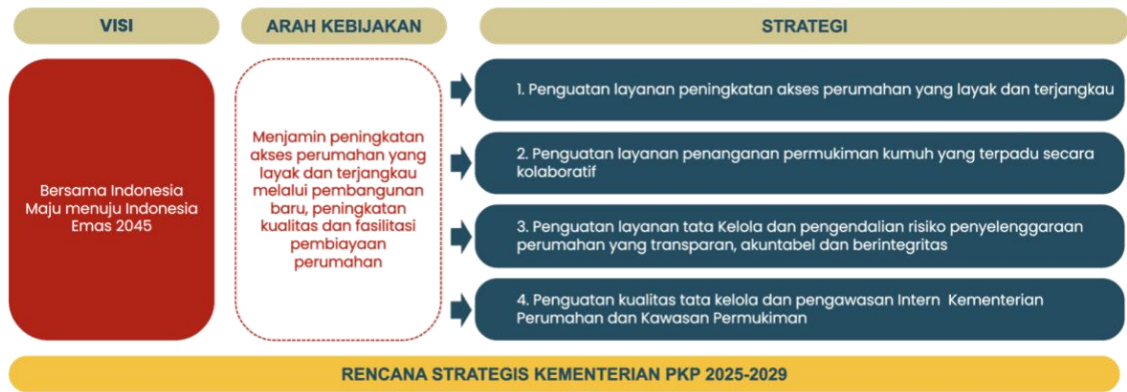 VISI
ARAH KEBIJAKAN
STRATEGI
Bersama Indonesia
Maju menuju Indonesia
Emas 2045
Menjamin peningkatan
akses perumahan yang
layak dan terjangkau
melalui pembangunan
baru, peningkatan
kualitas dan fasilitasi
pembiayaan
perumahan
1. Penguatan layanan peningkatan akses perumahan yang layak dan terjangkau
2. Penguatan layanan penanganan permukiman kumuh yang terpadu secara
kolaboratif
3. Penguatan layanan tata Kelola dan pengendalian risiko penyelenggaraan
perumahan yang transparan, akuntabel dan berintegritas
4. Penguatan kualitas tata kelola dan pengawasan Intern Kementerian
Perumahan dan Kawasan Permukiman
RENCANA STRATEGIS KEMENTERIAN PKP 2025-2029